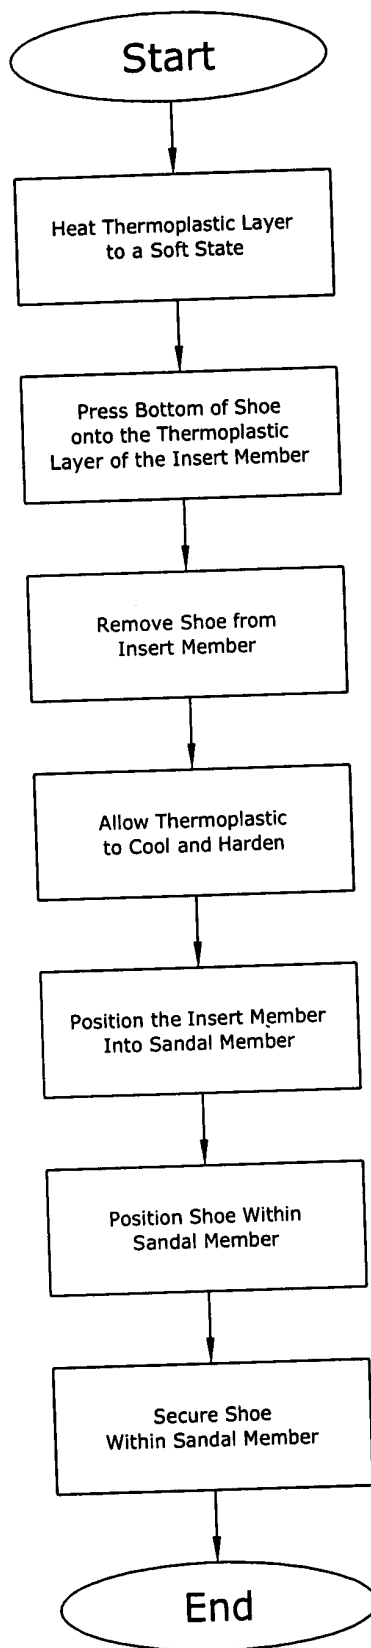 Start
Heat Thermoplastic Layer
to a Soft State
Press Bottom of Shoe
onto the Thermoplastic
Layer of the Insert Member
Remove Shoe from
Insert Member
Allow Thermoplastic
to Cool and Harden
Position the Insert Member
Into Sandal Member
Position Shoe Within
Sandal Member
Secure Shoe
Within Sandal Member
End